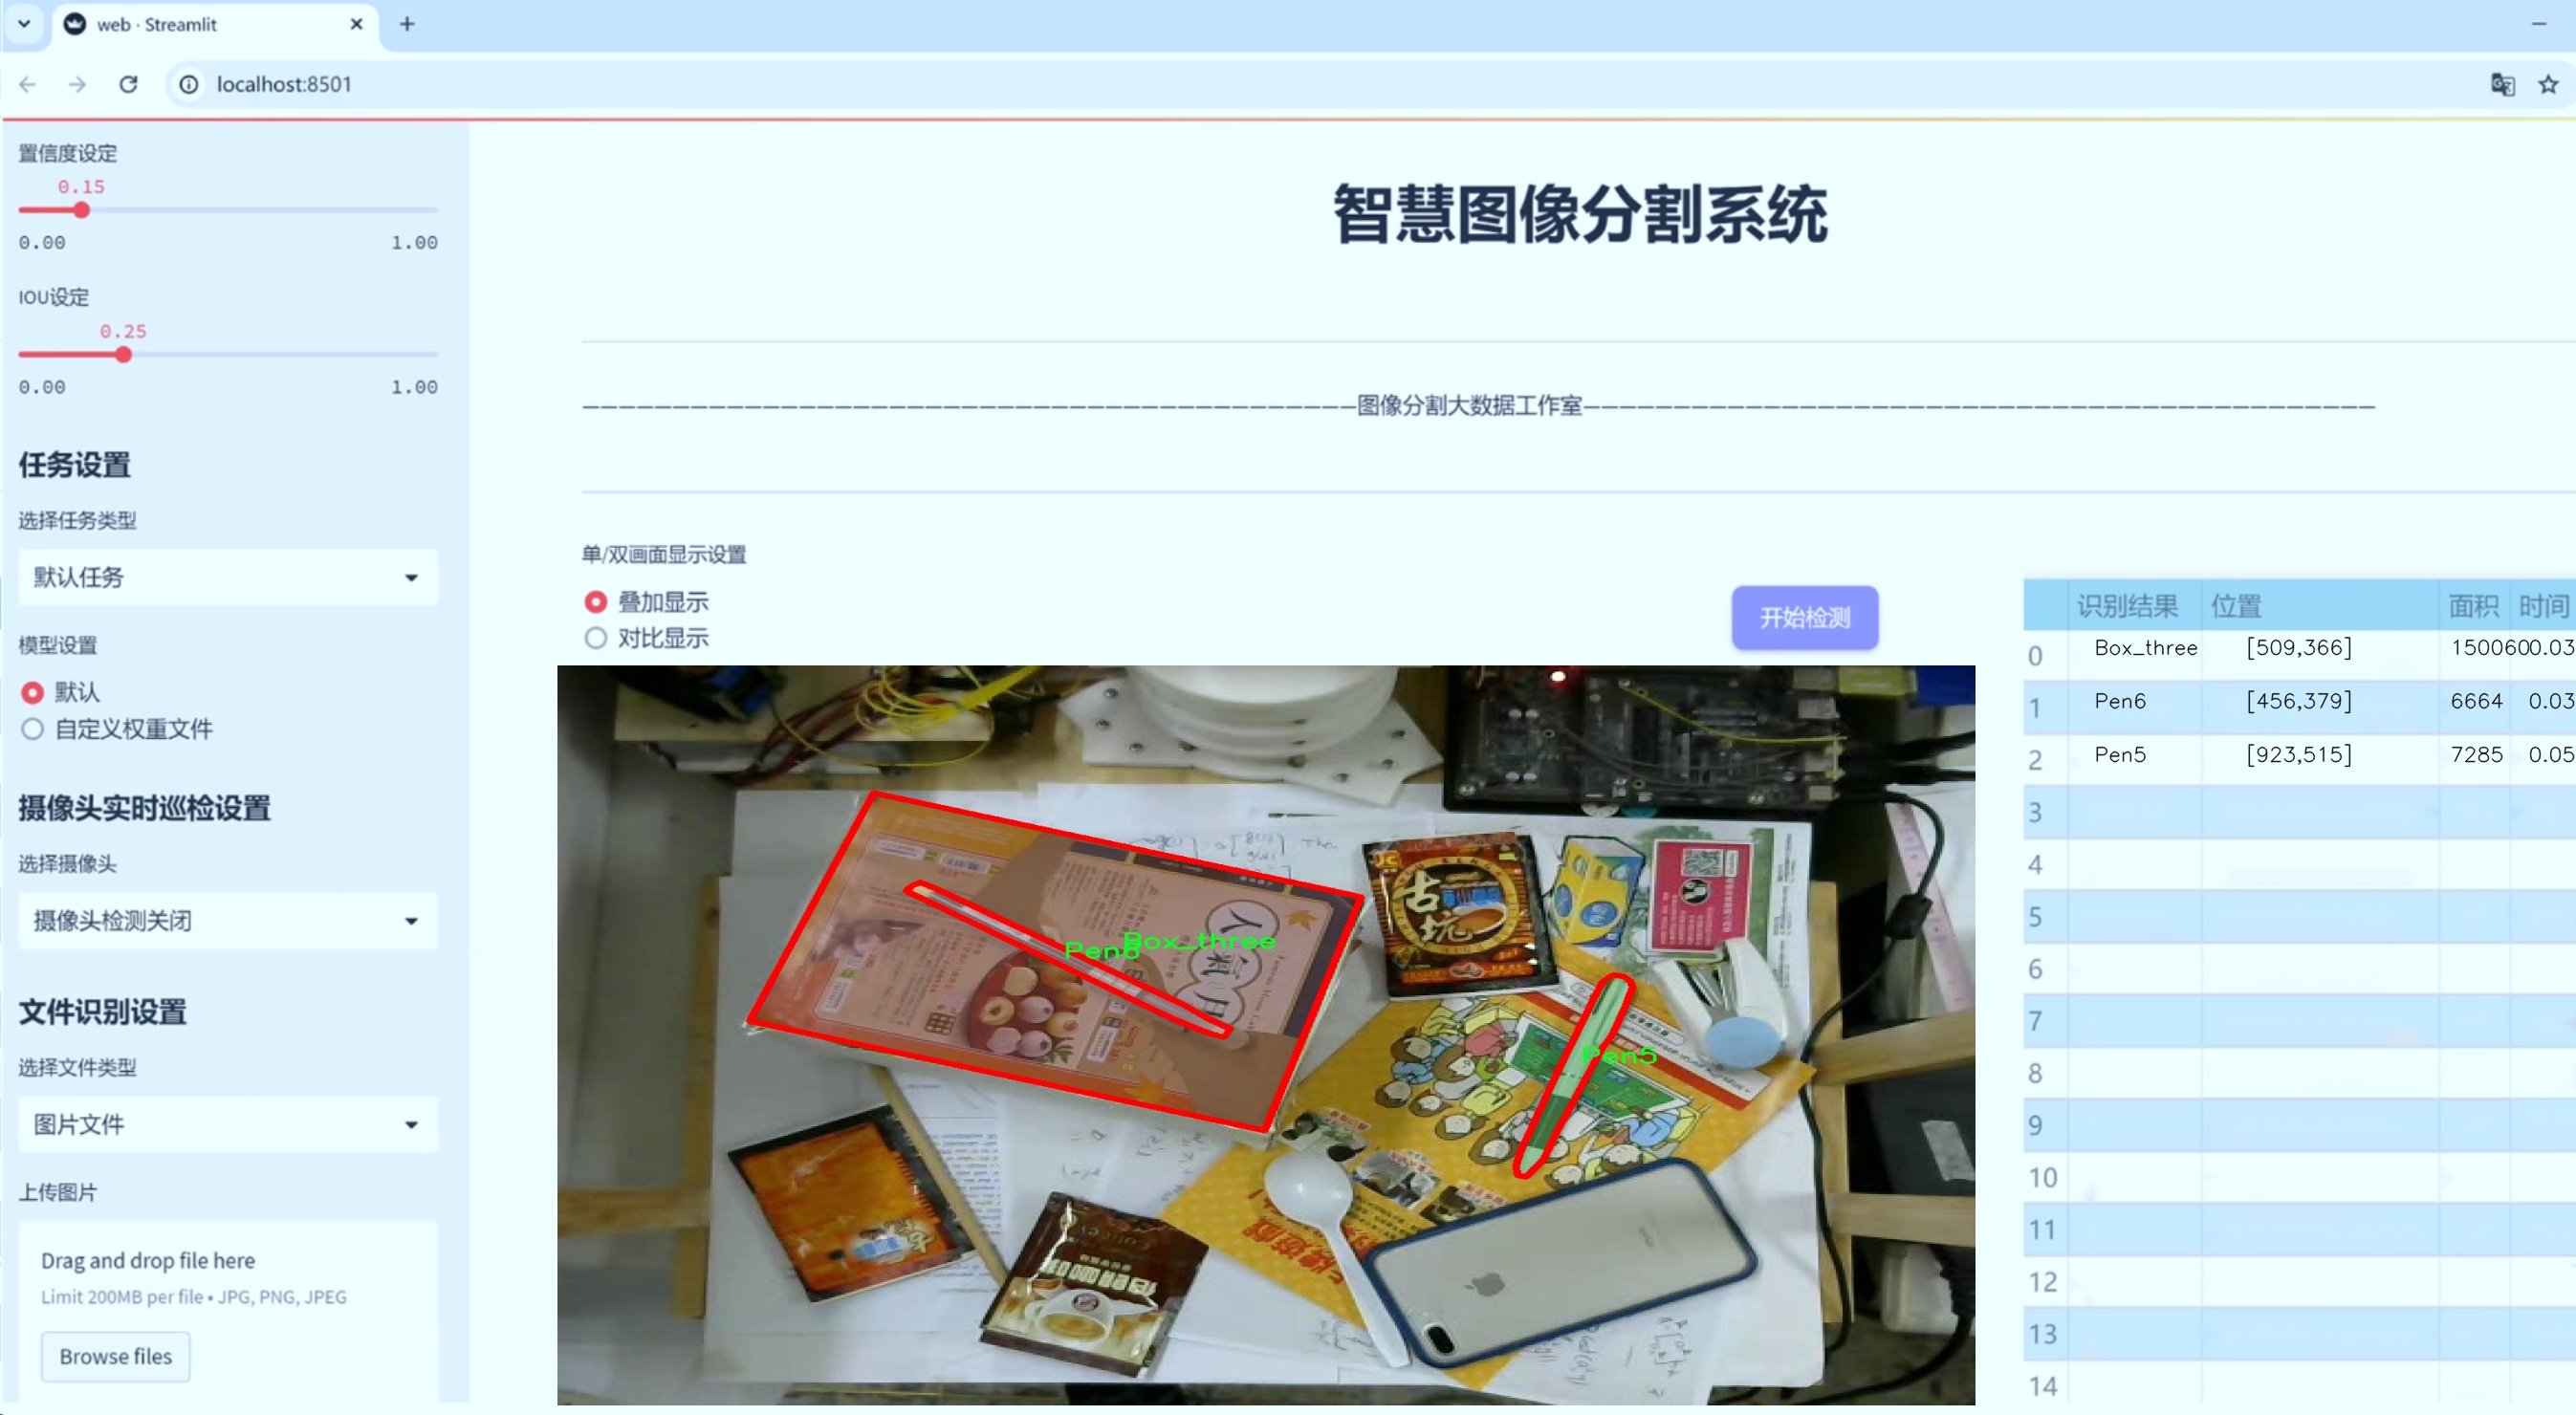 web · Streamlit
localhost:8501
置信度设定
0.15
0.00 1.00
IOU设定
0.25
0.00 1.00
任务设置
选择任务类型
默认任务
模型设置
默认
自定义权重文件
摄像头实时巡检设置
选择摄像头
摄像头检测关闭
文件识别设置
选择文件类型
图片文件
上传图片
Drag and drop file here
Limit 200MB per file • JPG, PNG, JPEG
Browse files
智慧图像分割系统
图像分割大数据工作室
单/双画面显示设置
叠加显示
对比显示
开始检测
Box_three
Pen6
Pen5
古坑
人气月
识别结果 位置 面积 时间
0 Box_three [509,366] 1500600.03
1 Pen6 [456,379] 6664 0.03
2 Pen5 [923,515] 7285 0.05
3
4
5
6
7
8
9
10
11
12
13
14